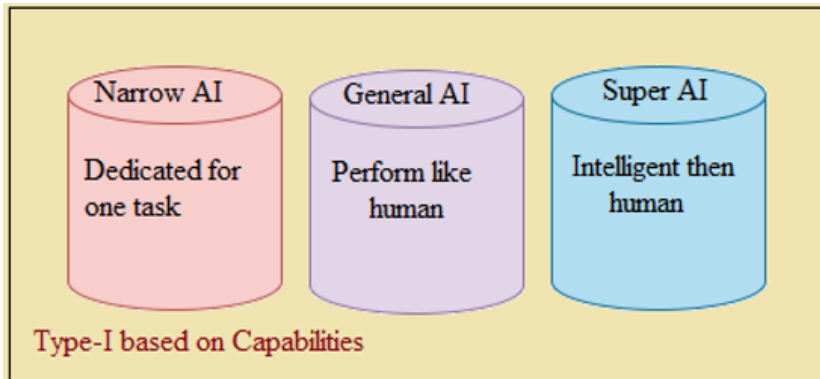 Narrow AI
Dedicated for
one task
General AI
Perform like
human
Super AI
Intelligent then
human
Type-I based on Capabilities